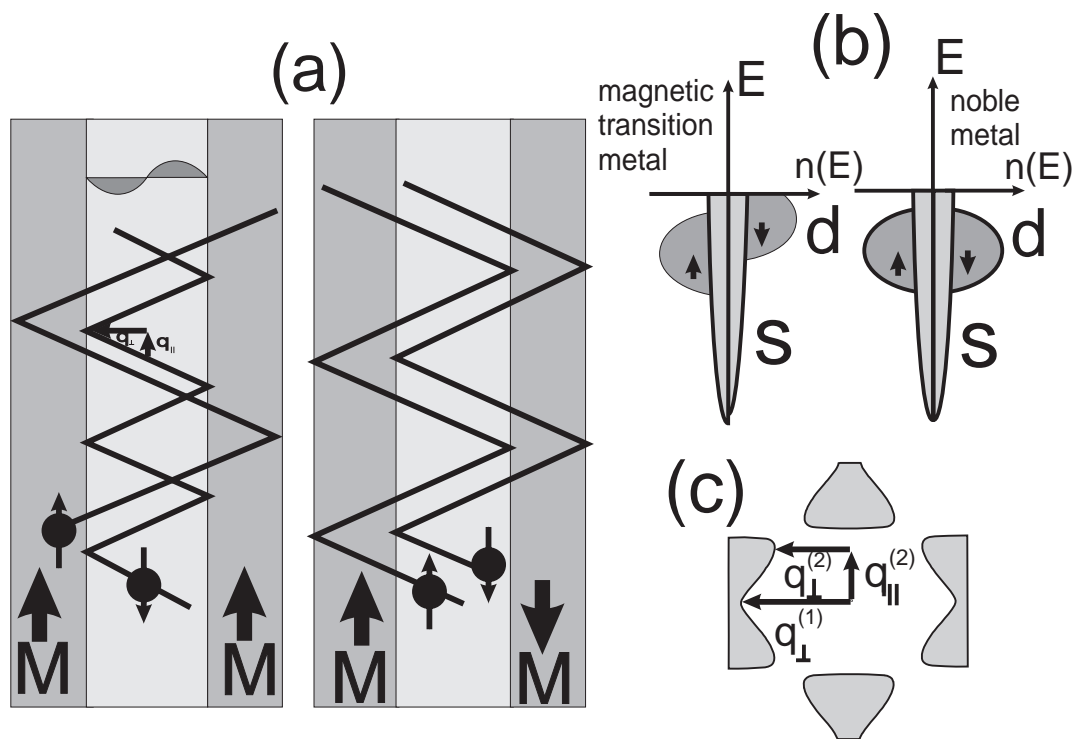 (a)
q⊥
q||
M
M
M
M
(b)
E
magnetic
transition
metal
n(E)
d
S
E
noble
metal
n(E)
d
S
(c)
q⊥(2)
q||(2)
q⊥(1)